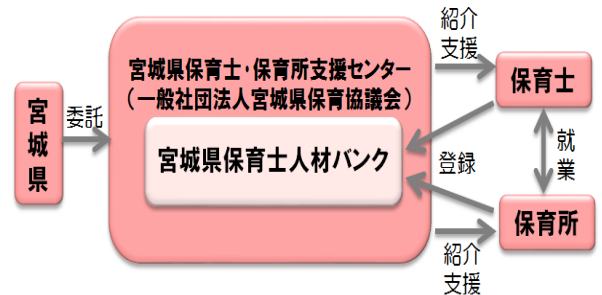 宮城県
委託
宮城県保育士・保育所支援センター
（一般社団法人宮城県保育協議会）
宮城県保育士人材バンク
紹介
支援
保育士
登録
就業
保育所
紹介
支援